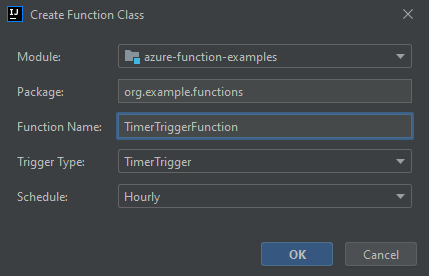 IJ
Create Function Class
Module: azure-function-examples
Package: org.example.functions
Function Name: TimerTriggerFunction
Trigger Type: TimerTrigger
Schedule: Hourly
OK Cancel